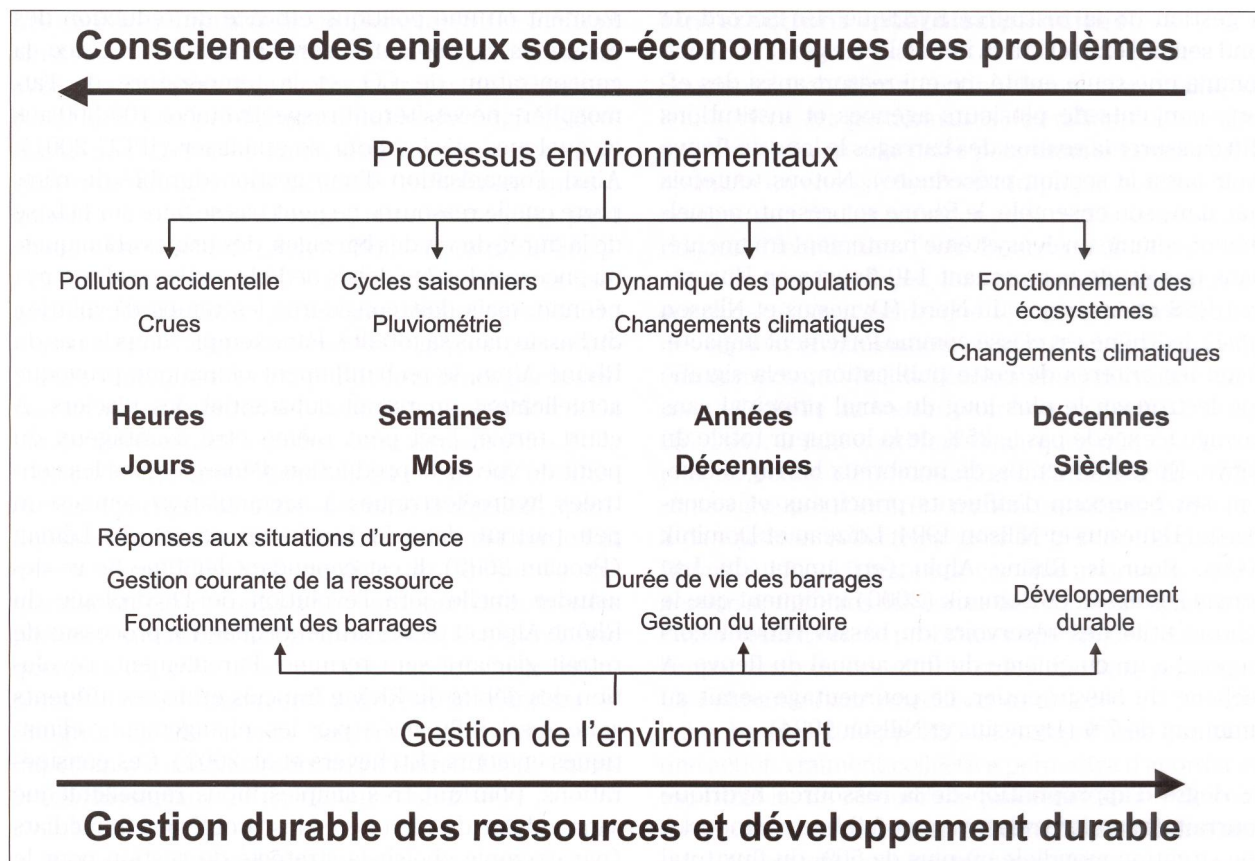 Conscience des enjeux socio-économiques des problèmes
Processus environnementaux
Pollution accidentelle
Crues
Cycles saisonniers
Pluviométrie
Dynamique des populations
Changements climatiques
Fonctionnement des
écosystèmes
Changements climatiques
Heures
Jours
Semaines
Mois
Années
Décennies
Décennies
Siècles
Réponses aux situations d'urgence
Gestion courante de la ressource
Fonctionnement des barrages
Durée de vie des barrages
Gestion du territoire
Développement
durable
Gestion de l'environnement
Gestion durable des ressources et développement durable